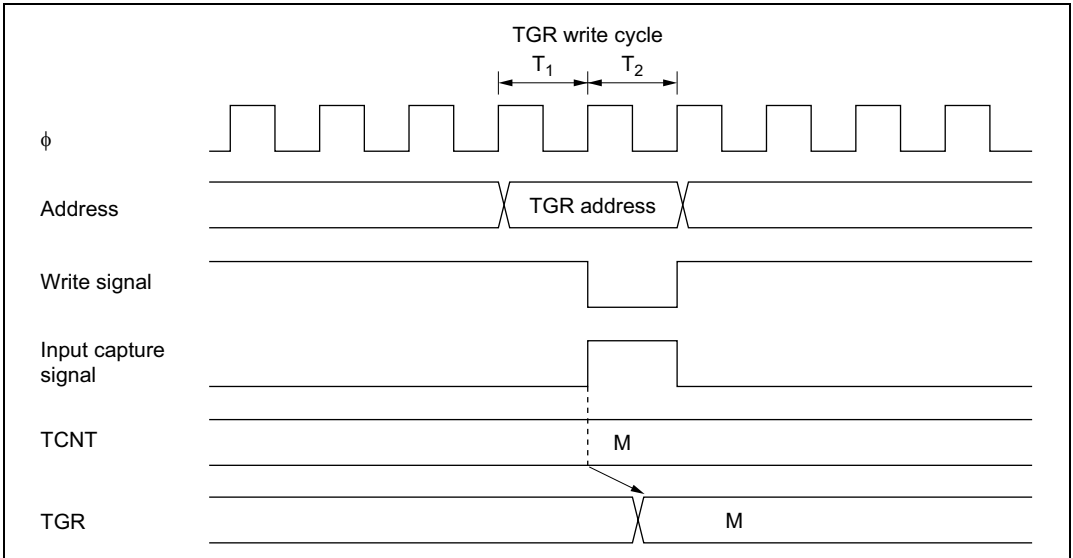 TGR write cycle
T₁ T₂
ϕ
Address
TGR address
Write signal
Input capture
signal
TCNT
M
TGR
M